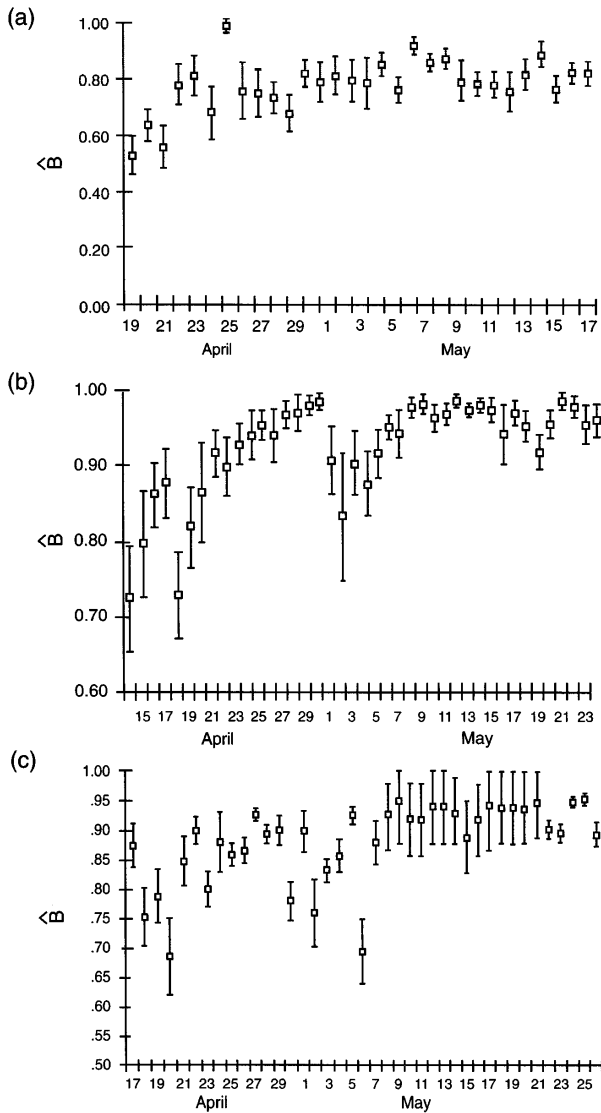 (a)
1.00
0.80
0.60
0.40
0.20
0.00
B̂
19 21 23 25 27 29 1 3 5 7 9 11 13 15 17
April May
(b)
1.00
0.90
0.80
0.70
0.60
B̂
15 17 19 21 23 25 27 29 1 3 5 7 9 11 13 15 17 19 21 23
April May
(c)
1.00
.95
.90
.85
.80
.75
.70
.65
.60
.55
.50
B̂
17 19 21 23 25 27 29 1 3 5 7 9 11 13 15 17 19 21 23 25
April May